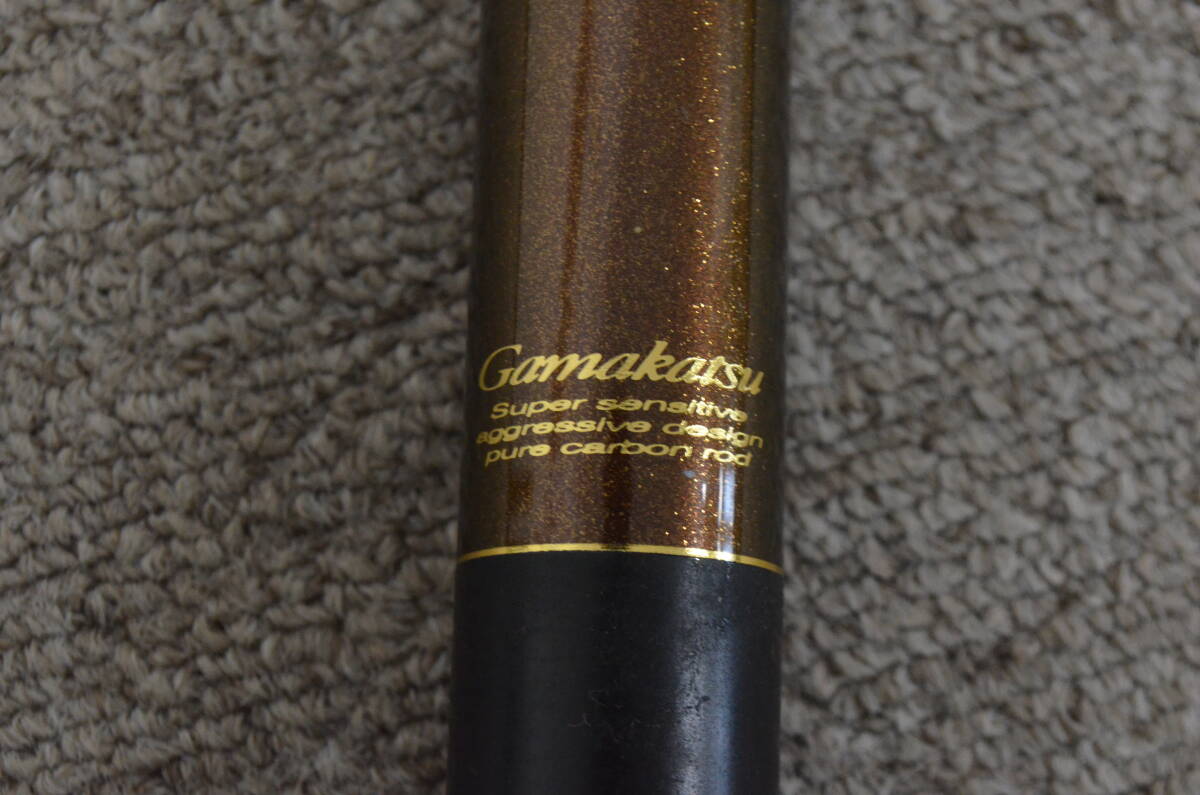 Gamakatsu
Super sensitive
aggressive design
pure carbon rod